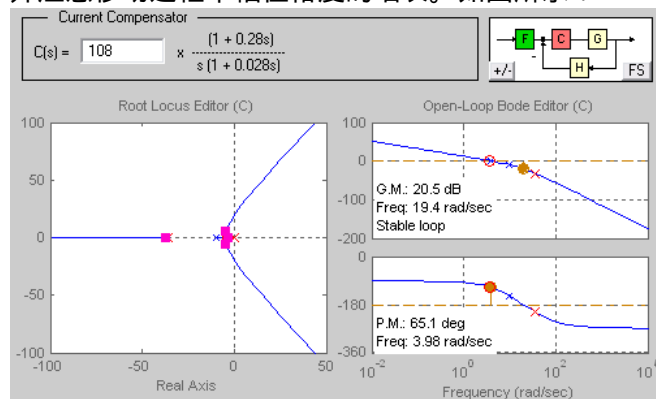 Current Compensator
C(s) = 108 x (1 + 0.28s)
s (1 + 0.028s)
F C G
-
H
+/- FS
Root Locus Editor (C)
100
50
0
-50
-100
-100 -50 0 50
Real Axis
Open-Loop Bode Editor (C)
100
0
-100
-200
G.M.: 20.5 dB
Freq: 19.4 rad/sec
Stable loop
0
-180
-360
P.M.: 65.1 deg
Freq: 3.98 rad/sec
10^-2 10^0 10^2 10^4
Frequency (rad/sec)